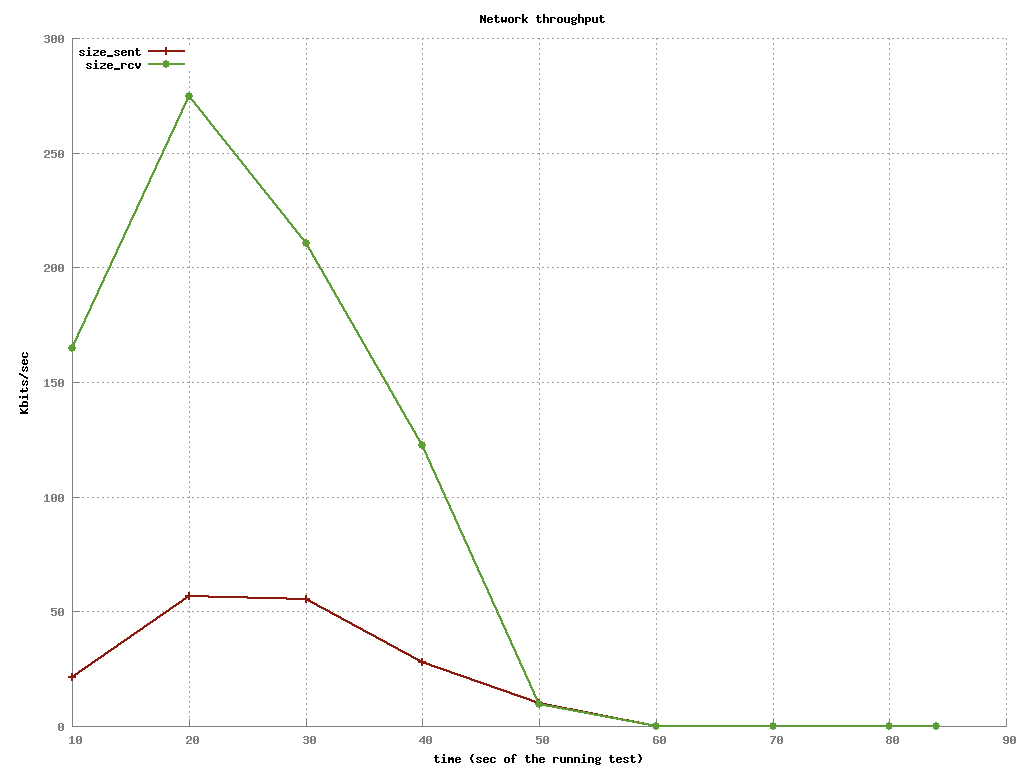 Network throughput
size_sent
size_rcv
300
250
200
150
100
50
0
Kbits/sec
10 20 30 40 50 60 70 80 90
time (sec of the running test)